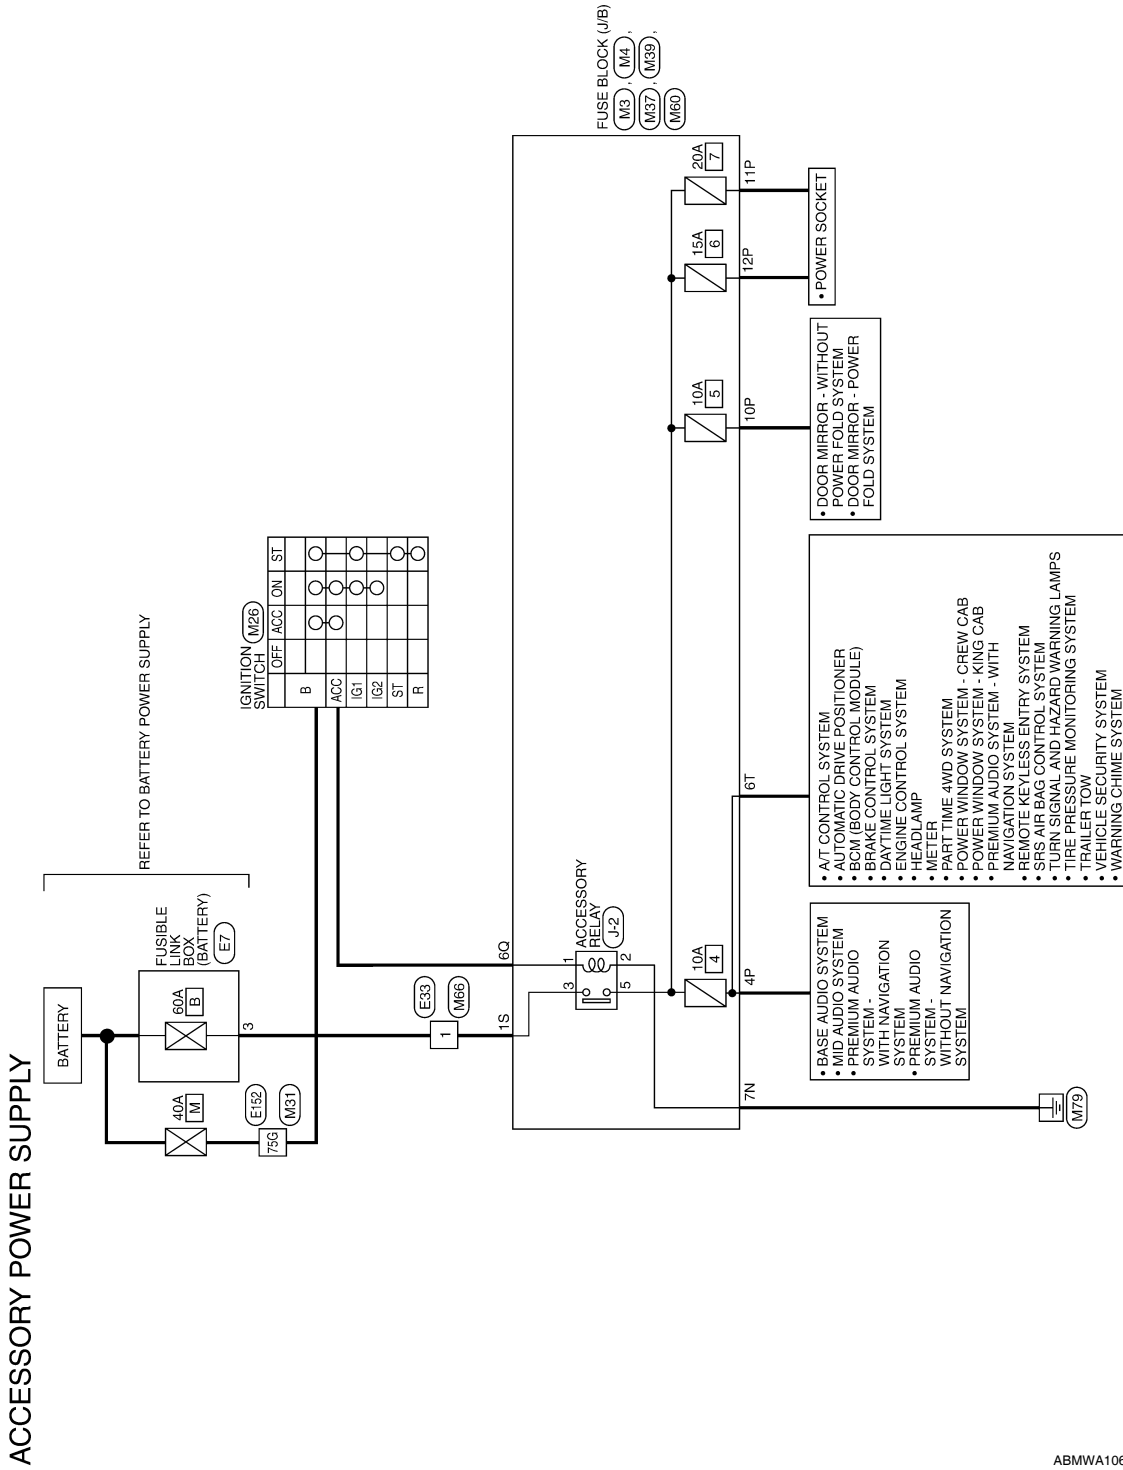 ACCESSORY POWER SUPPLY
BATTERY
40A
M
60A
B
FUSIBLE
LINK
BOX
(BATTERY)
E7
3
REFER TO BATTERY POWER SUPPLY
75G
E152
M31
IGNITION
SWITCH
M26
OFF
ACC
ON
ST
B
ACC
IG1
IG2
ST
R
1
E33
M66
1S
6Q
FUSE BLOCK (J/B)
M3 , M4 ,
M37 , M39 ,
M60
ACCESSORY
RELAY
J-2
3
1
5
2
10A
4
10A
5
15A
6
20A
7
7N
4P
6T
10P
12P
11P
M79
• BASE AUDIO SYSTEM
• MID AUDIO SYSTEM
• PREMIUM AUDIO
SYSTEM -
WITH NAVIGATION
SYSTEM
• PREMIUM AUDIO
SYSTEM -
WITHOUT NAVIGATION
SYSTEM
• A/T CONTROL SYSTEM
• AUTOMATIC DRIVE POSITIONER
• BCM (BODY CONTROL MODULE)
• BRAKE CONTROL SYSTEM
• DAYTIME LIGHT SYSTEM
• ENGINE CONTROL SYSTEM
• HEADLAMP
• METER
• PART TIME 4WD SYSTEM
• POWER WINDOW SYSTEM - CREW CAB
• POWER WINDOW SYSTEM - KING CAB
• PREMIUM AUDIO SYSTEM - WITH
NAVIGATION SYSTEM
• REMOTE KEYLESS ENTRY SYSTEM
• SRS AIR BAG CONTROL SYSTEM
• TURN SIGNAL AND HAZARD WARNING LAMPS
• TIRE PRESSURE MONITORING SYSTEM
• TRAILER TOW
• VEHICLE SECURITY SYSTEM
• WARNING CHIME SYSTEM
• DOOR MIRROR - WITHOUT
POWER FOLD SYSTEM
• DOOR MIRROR - POWER
FOLD SYSTEM
• POWER SOCKET
ABMWA106